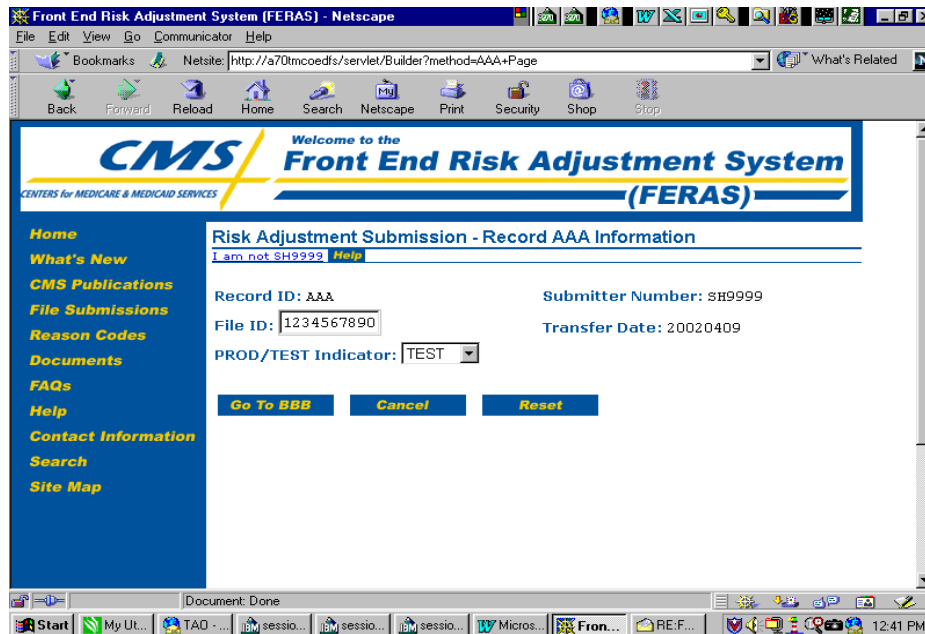 Front End Risk Adjustment System (FERAS) - Netscape
File Edit View Go Communicator Help
Bookmarks Netsite: http://a70tmcoedfs/servlet/Builder?method=AAA+Page What's Related
Back Forward Reload Home Search Netscape Print Security Shop Stop
CMS
CENTERS for MEDICARE & MEDICAID SERVICES
Welcome to the
Front End Risk Adjustment System
(FERAS)
Home
What's New
CMS Publications
File Submissions
Reason Codes
Documents
FAQs
Help
Contact Information
Search
Site Map
Risk Adjustment Submission - Record AAA Information
I am not SH9999 Help
Record ID: AAA Submitter Number: SH9999
File ID: 1234567890 Transfer Date: 20020409
PROD/TEST Indicator: TEST
Go To BBB Cancel Reset
Document: Done
Start My Ut... TAO - ... sessio... sessio... sessio... Micros... Fron... RE:F... 12:41 PM